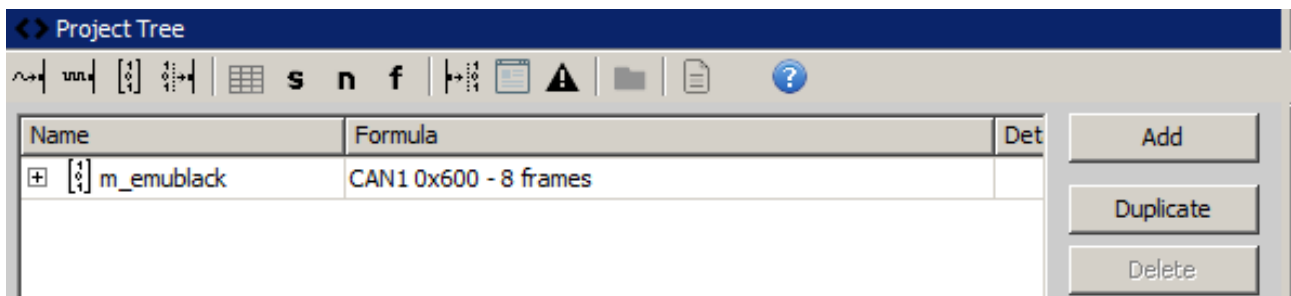 Project Tree
s n f
Name Formula Det
Add
m_emublack CAN1 0x600 - 8 frames
Duplicate
Delete